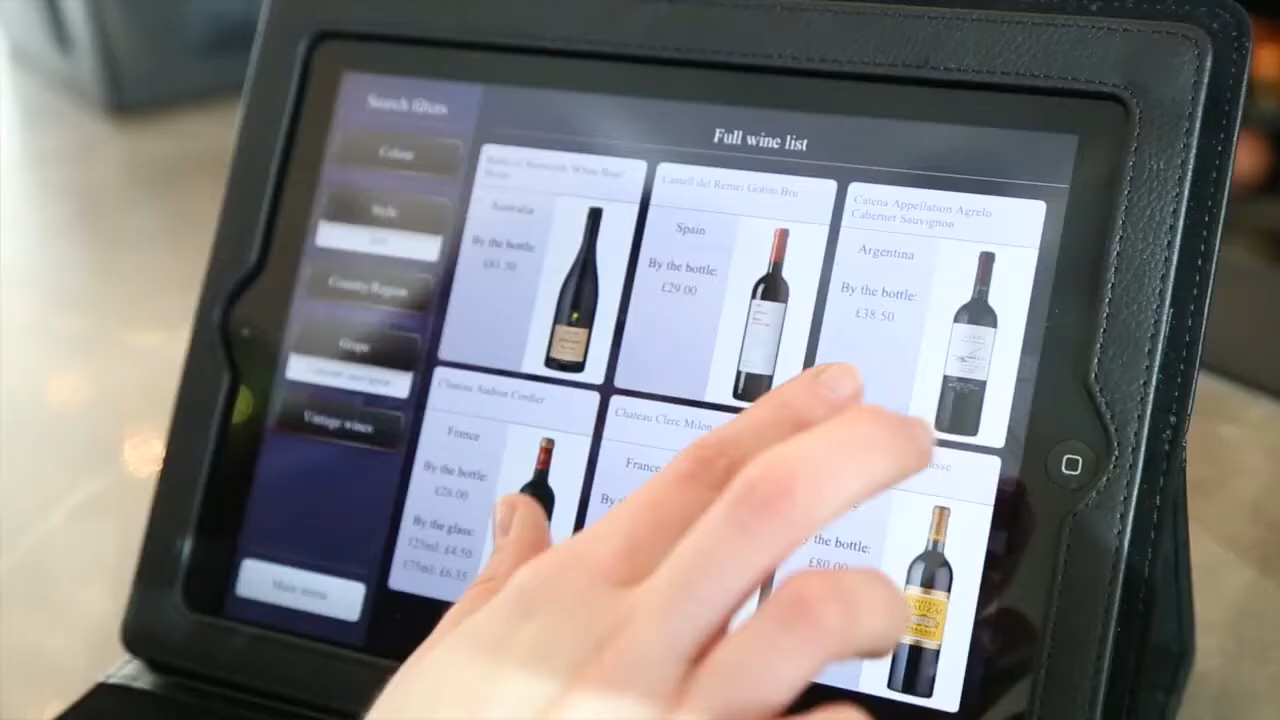 Search filters
Colour
Style
Country/Region
Grape
Vintage wines
Main menu
Full wine list
Australia
By the bottle:
Castell del Remei Gotim Bru
Spain
By the bottle:
£29.00
Catena Appellation Agrelo
Cabernet Sauvignon
Argentina
By the bottle:
£38.50
Chateau Andron Cordier
France
By the bottle:
£28.00
By the glass:
125ml: £4.50
175ml: £6.35
Chateau Clerc Milon
France
By
the bottle:
£80.00